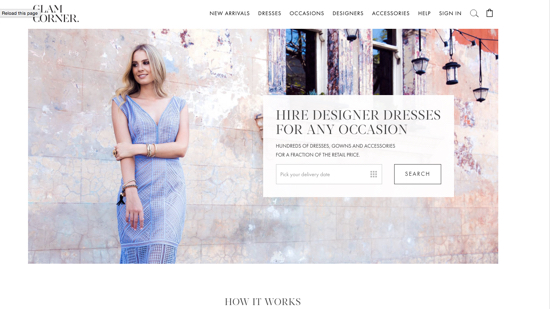 Reload this page
GLAM
CORNER.
NEW ARRIVALS DRESSES OCCASIONS DESIGNERS ACCESSORIES HELP SIGN IN
HIRE DESIGNER DRESSES
FOR ANY OCCASION
HUNDREDS OF DRESSES, GOWNS AND ACCESSORIES
FOR A FRACTION OF THE RETAIL PRICE.
Pick your delivery date
SEARCH
HOW IT WORKS